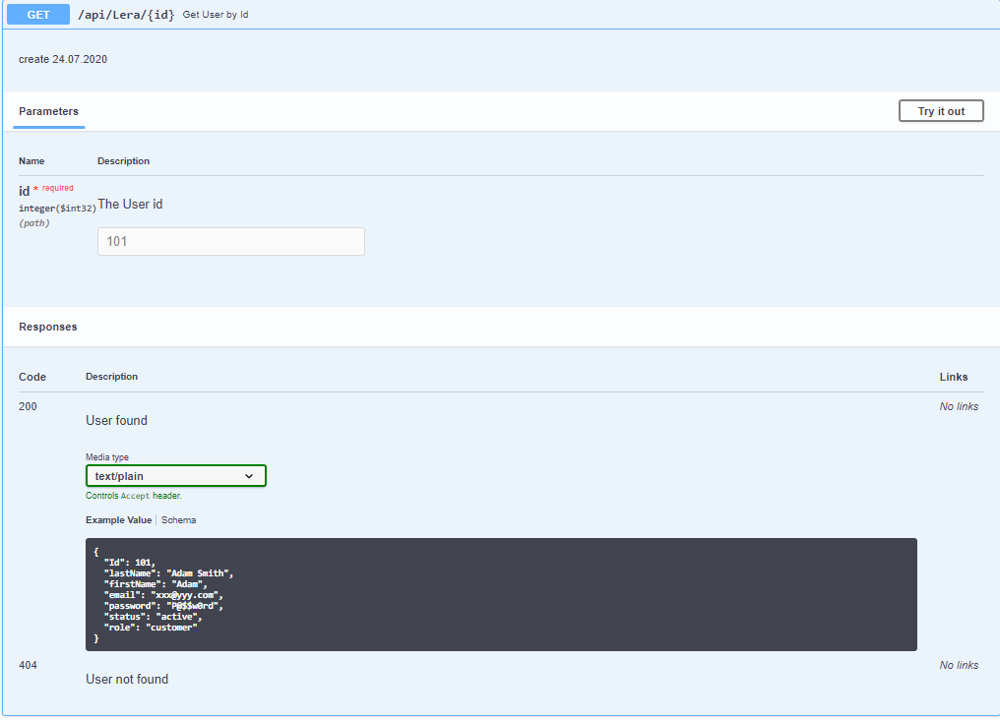 GET /api/Lera/{id} Get User by Id
create 24.07.2020
Parameters Try it out
Name Description
id * required
integer($int32) The User id
(path)
101
Responses
Code Description Links
200 No links
User found
Media type
text/plain
Controls Accept header.
Example Value Schema
{
"Id": 101,
"lastName": "Adam Smith",
"firstName": "Adam",
"email": "xxx@yyy.com",
"password": "P@$$w0rd",
"status": "active",
"role": "customer"
}
404 No links
User not found